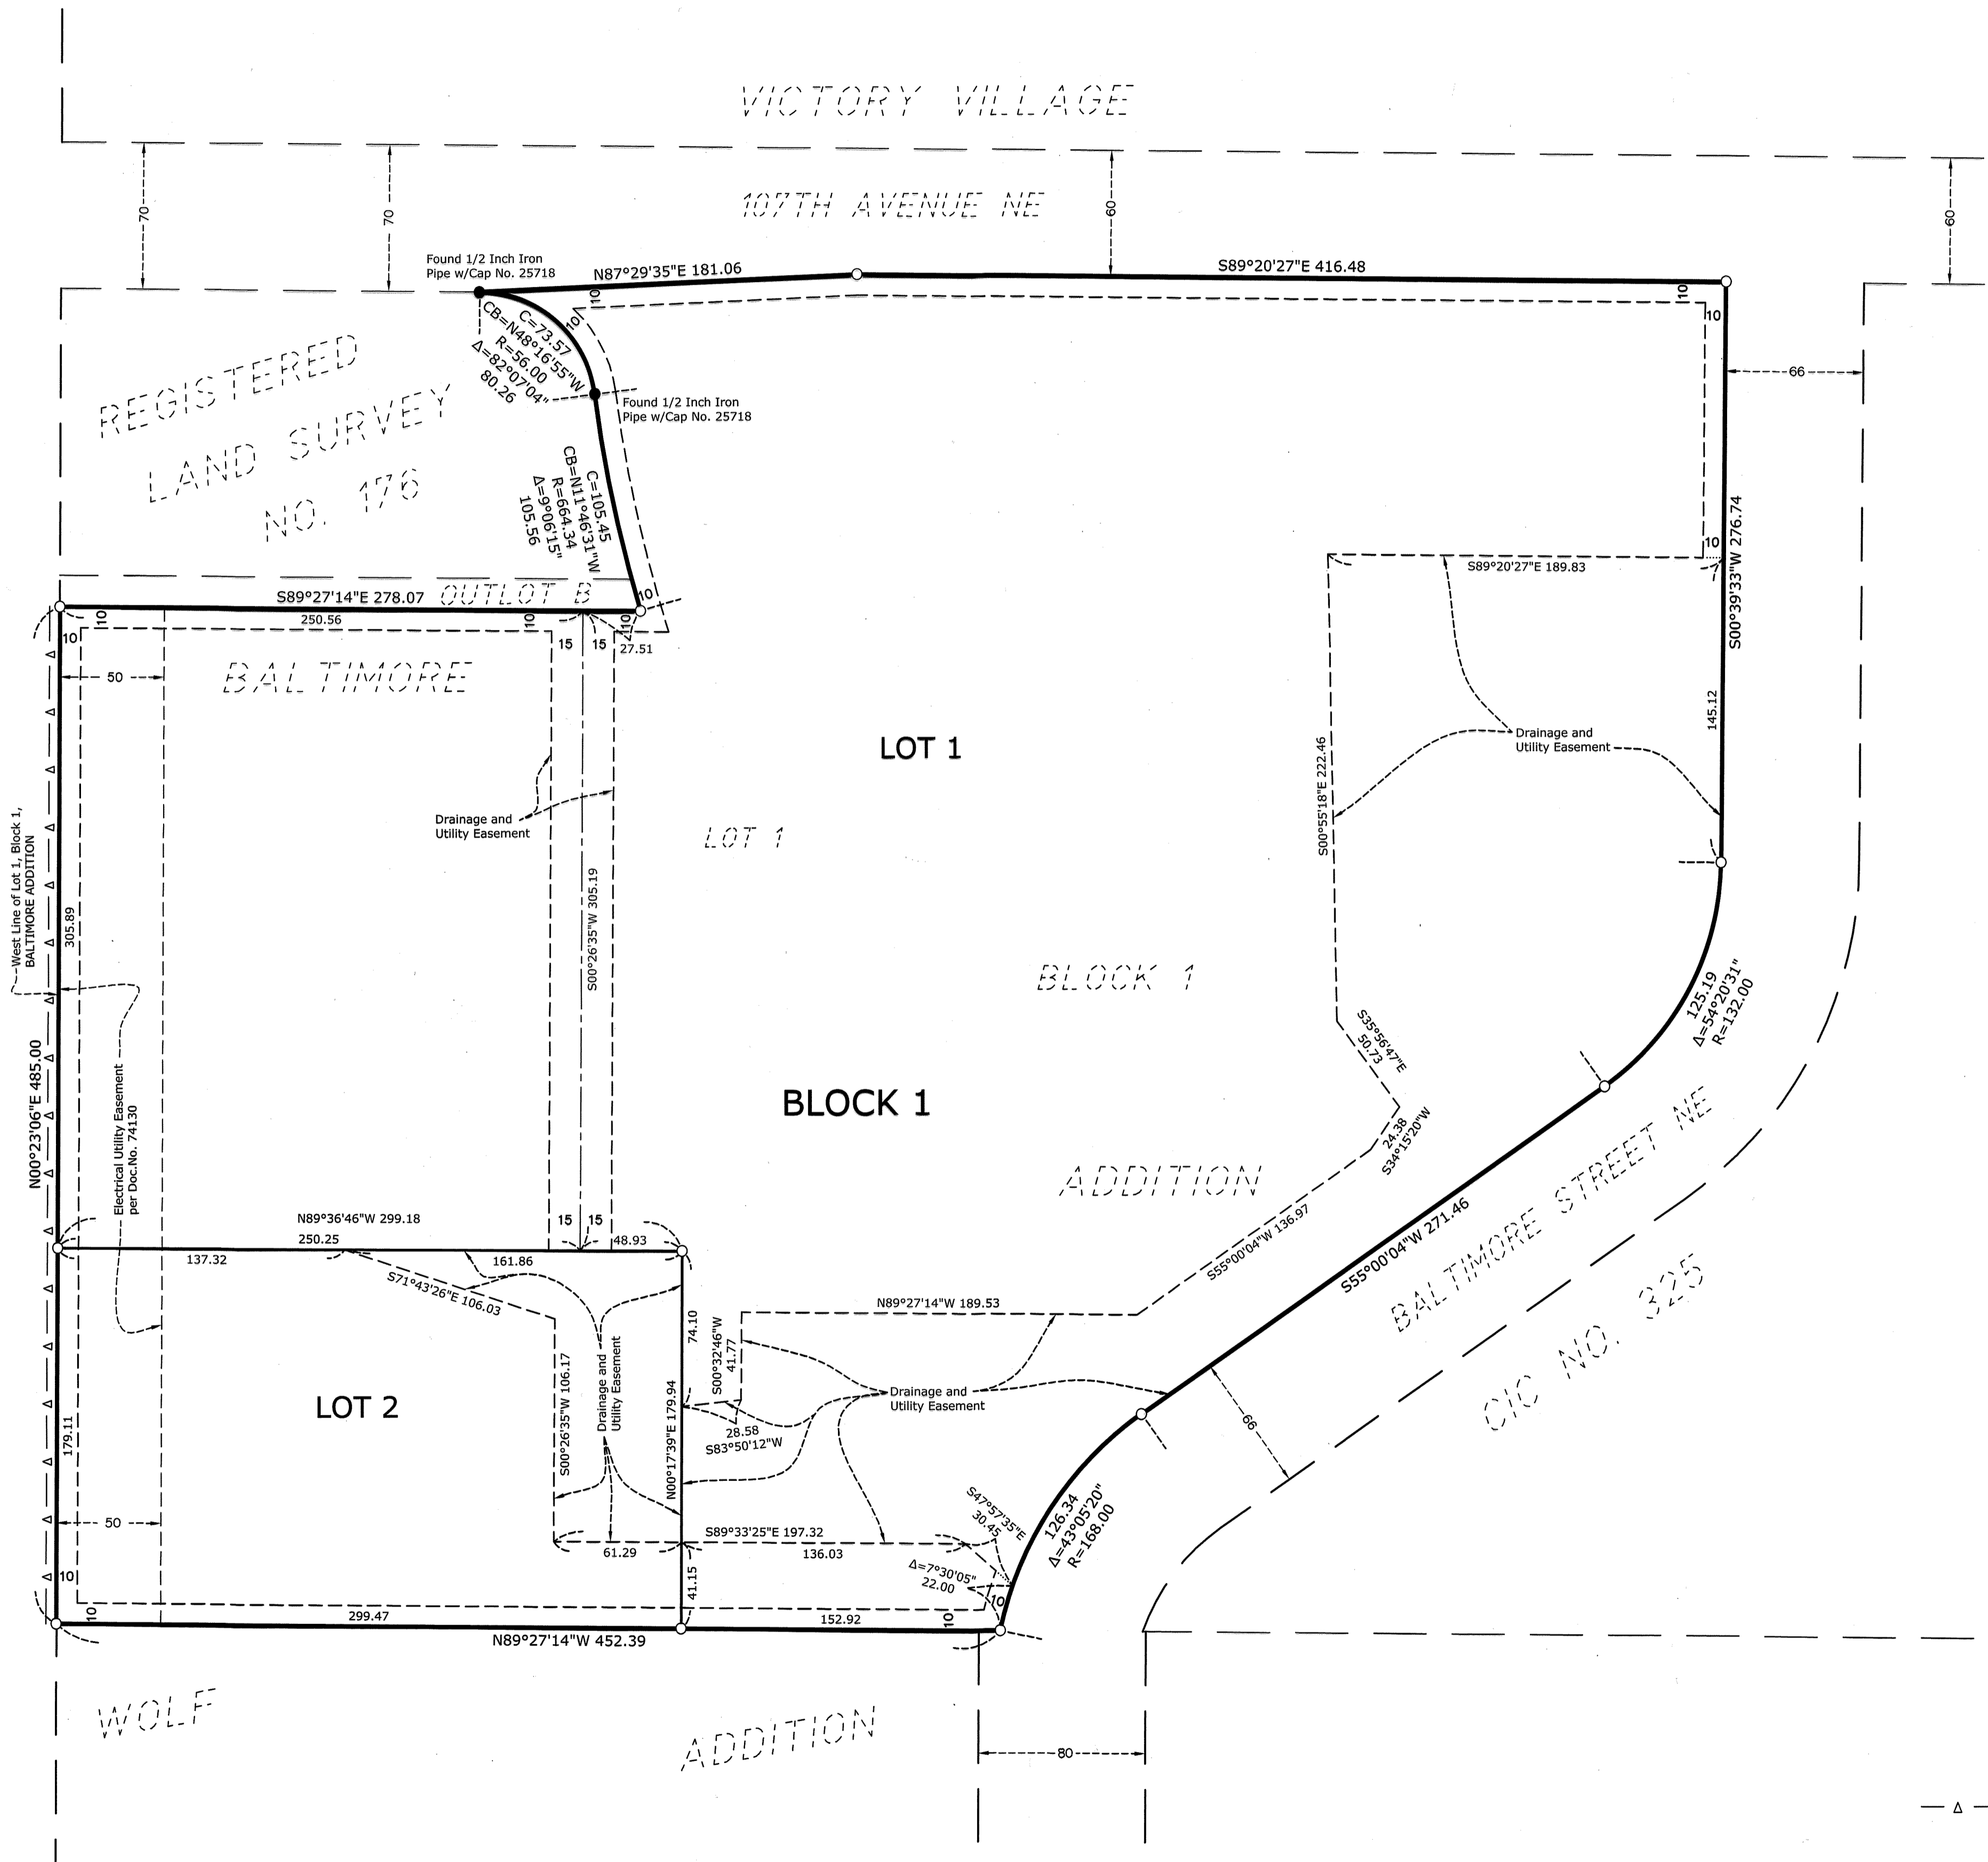 VICTORY VILLAGE
107TH AVENUE NE
70
70
60
60
Found 1/2 Inch Iron
Pipe w/Cap No. 25718
N87°29'35"E 181.06
S89°20'27"E 416.48
10
10
10
10
C=73.57
CB=N48°16'55"W
R=56.00
Δ=82°07'04"
80.26
66
REGISTERED
LAND SURVEY
NO. 176
Found 1/2 Inch Iron
Pipe w/Cap No. 25718
C=105.45
CB=N11°46'31"W
R=664.34
Δ=9°06'15"
105.56
10
S89°20'27"E 189.83
S00°39'33"W 276.74
S89°27'14"E 278.07
OUTLOT B
10
250.56
10
10
10
10
15
15
27.51
50
BALTIMORE
145.12
Drainage and
Utility Easement
LOT 1
S00°55'18"E 222.46
Drainage and
Utility Easement
LOT 1
West Line of Lot 1, Block 1,
BALTIMORE ADDITION
305.89
S00°26'35"W 305.19
BLOCK 1
125.19
Δ=54°20'31"
R=132.00
S35°56'47"E
50.73
N00°23'06"E 485.00
Electrical Utility Easement
per Doc.No. 74130
BLOCK 1
24.38
S34°15'20"W
ADDITION
BALTIMORE STREET NE
N89°36'46"W 299.18
250.25
15
15
48.93
137.32
161.86
S55°00'04"W 136.97
S55°00'04"W 271.46
S71°43'26"E 106.03
N89°27'14"W 189.53
CIC NO. 325
74.10
S00°32'46"W
41.77
LOT 2
S00°26'35"W 106.17
Drainage and
Utility Easement
N00°17'39"E 179.94
Drainage and
Utility Easement
28.58
S83°50'12"W
66
179.11
50
S47°57'35"E
30.45
126.34
Δ=43°05'20"
R=168.00
S89°33'25"E 197.32
61.29
136.03
Δ=7°30'05"
22.00
10
41.15
10
10
299.47
152.92
10
N89°27'14"W 452.39
WOLF
ADDITION
80
Δ